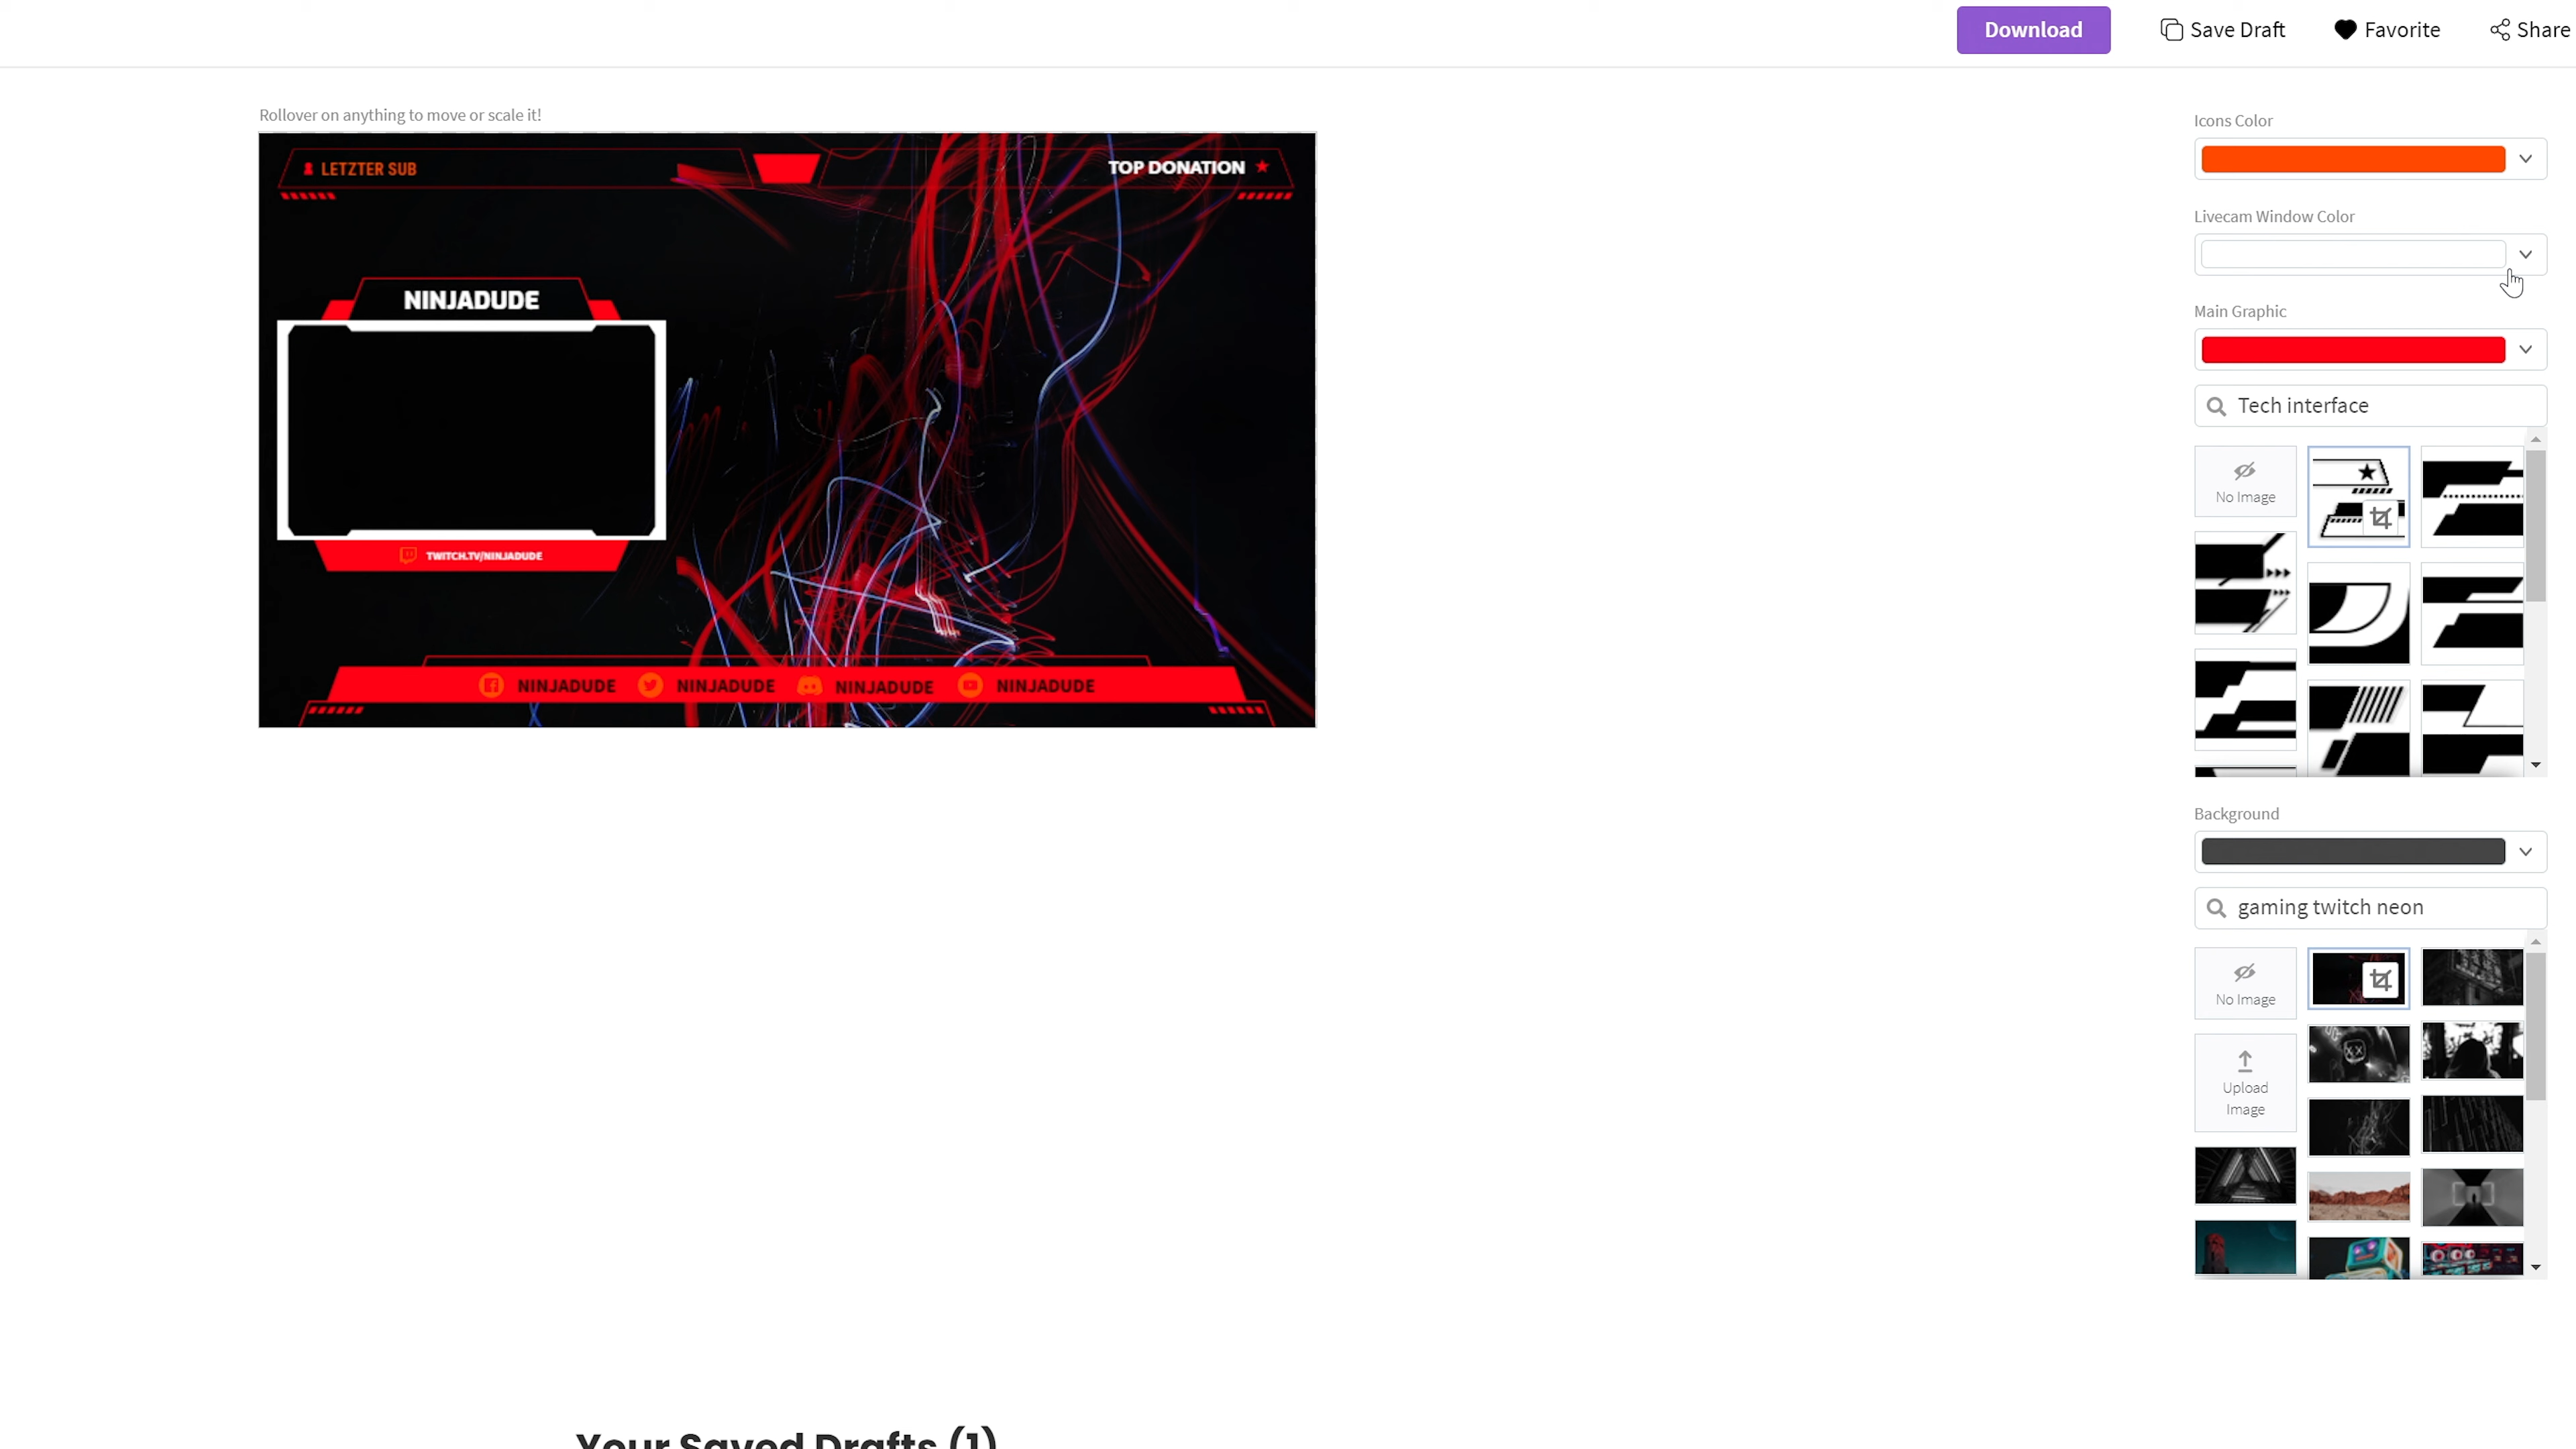 Download
Save Draft
Favorite
Share
Rollover on anything to move or scale it!
LETZTER SUB
TOP DONATION
NINJADUDE
TWITCH.TV/NINJADUDE
NINJADUDE NINJADUDE NINJADUDE NINJADUDE
Icons Color
Livecam Window Color
Main Graphic
Tech interface
No Image
Background
gaming twitch neon
No Image
Upload
Image
Your Saved Drafts (1)